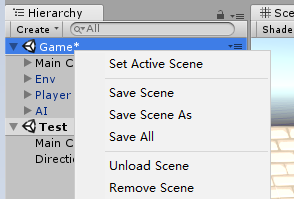 Hierarchy
Sce
Create
All
Shade
Game*
Set Active Scene
Main C
Env
Save Scene
Player
Save Scene As
AI
Save All
Test
Main C
Unload Scene
Directio
Remove Scene